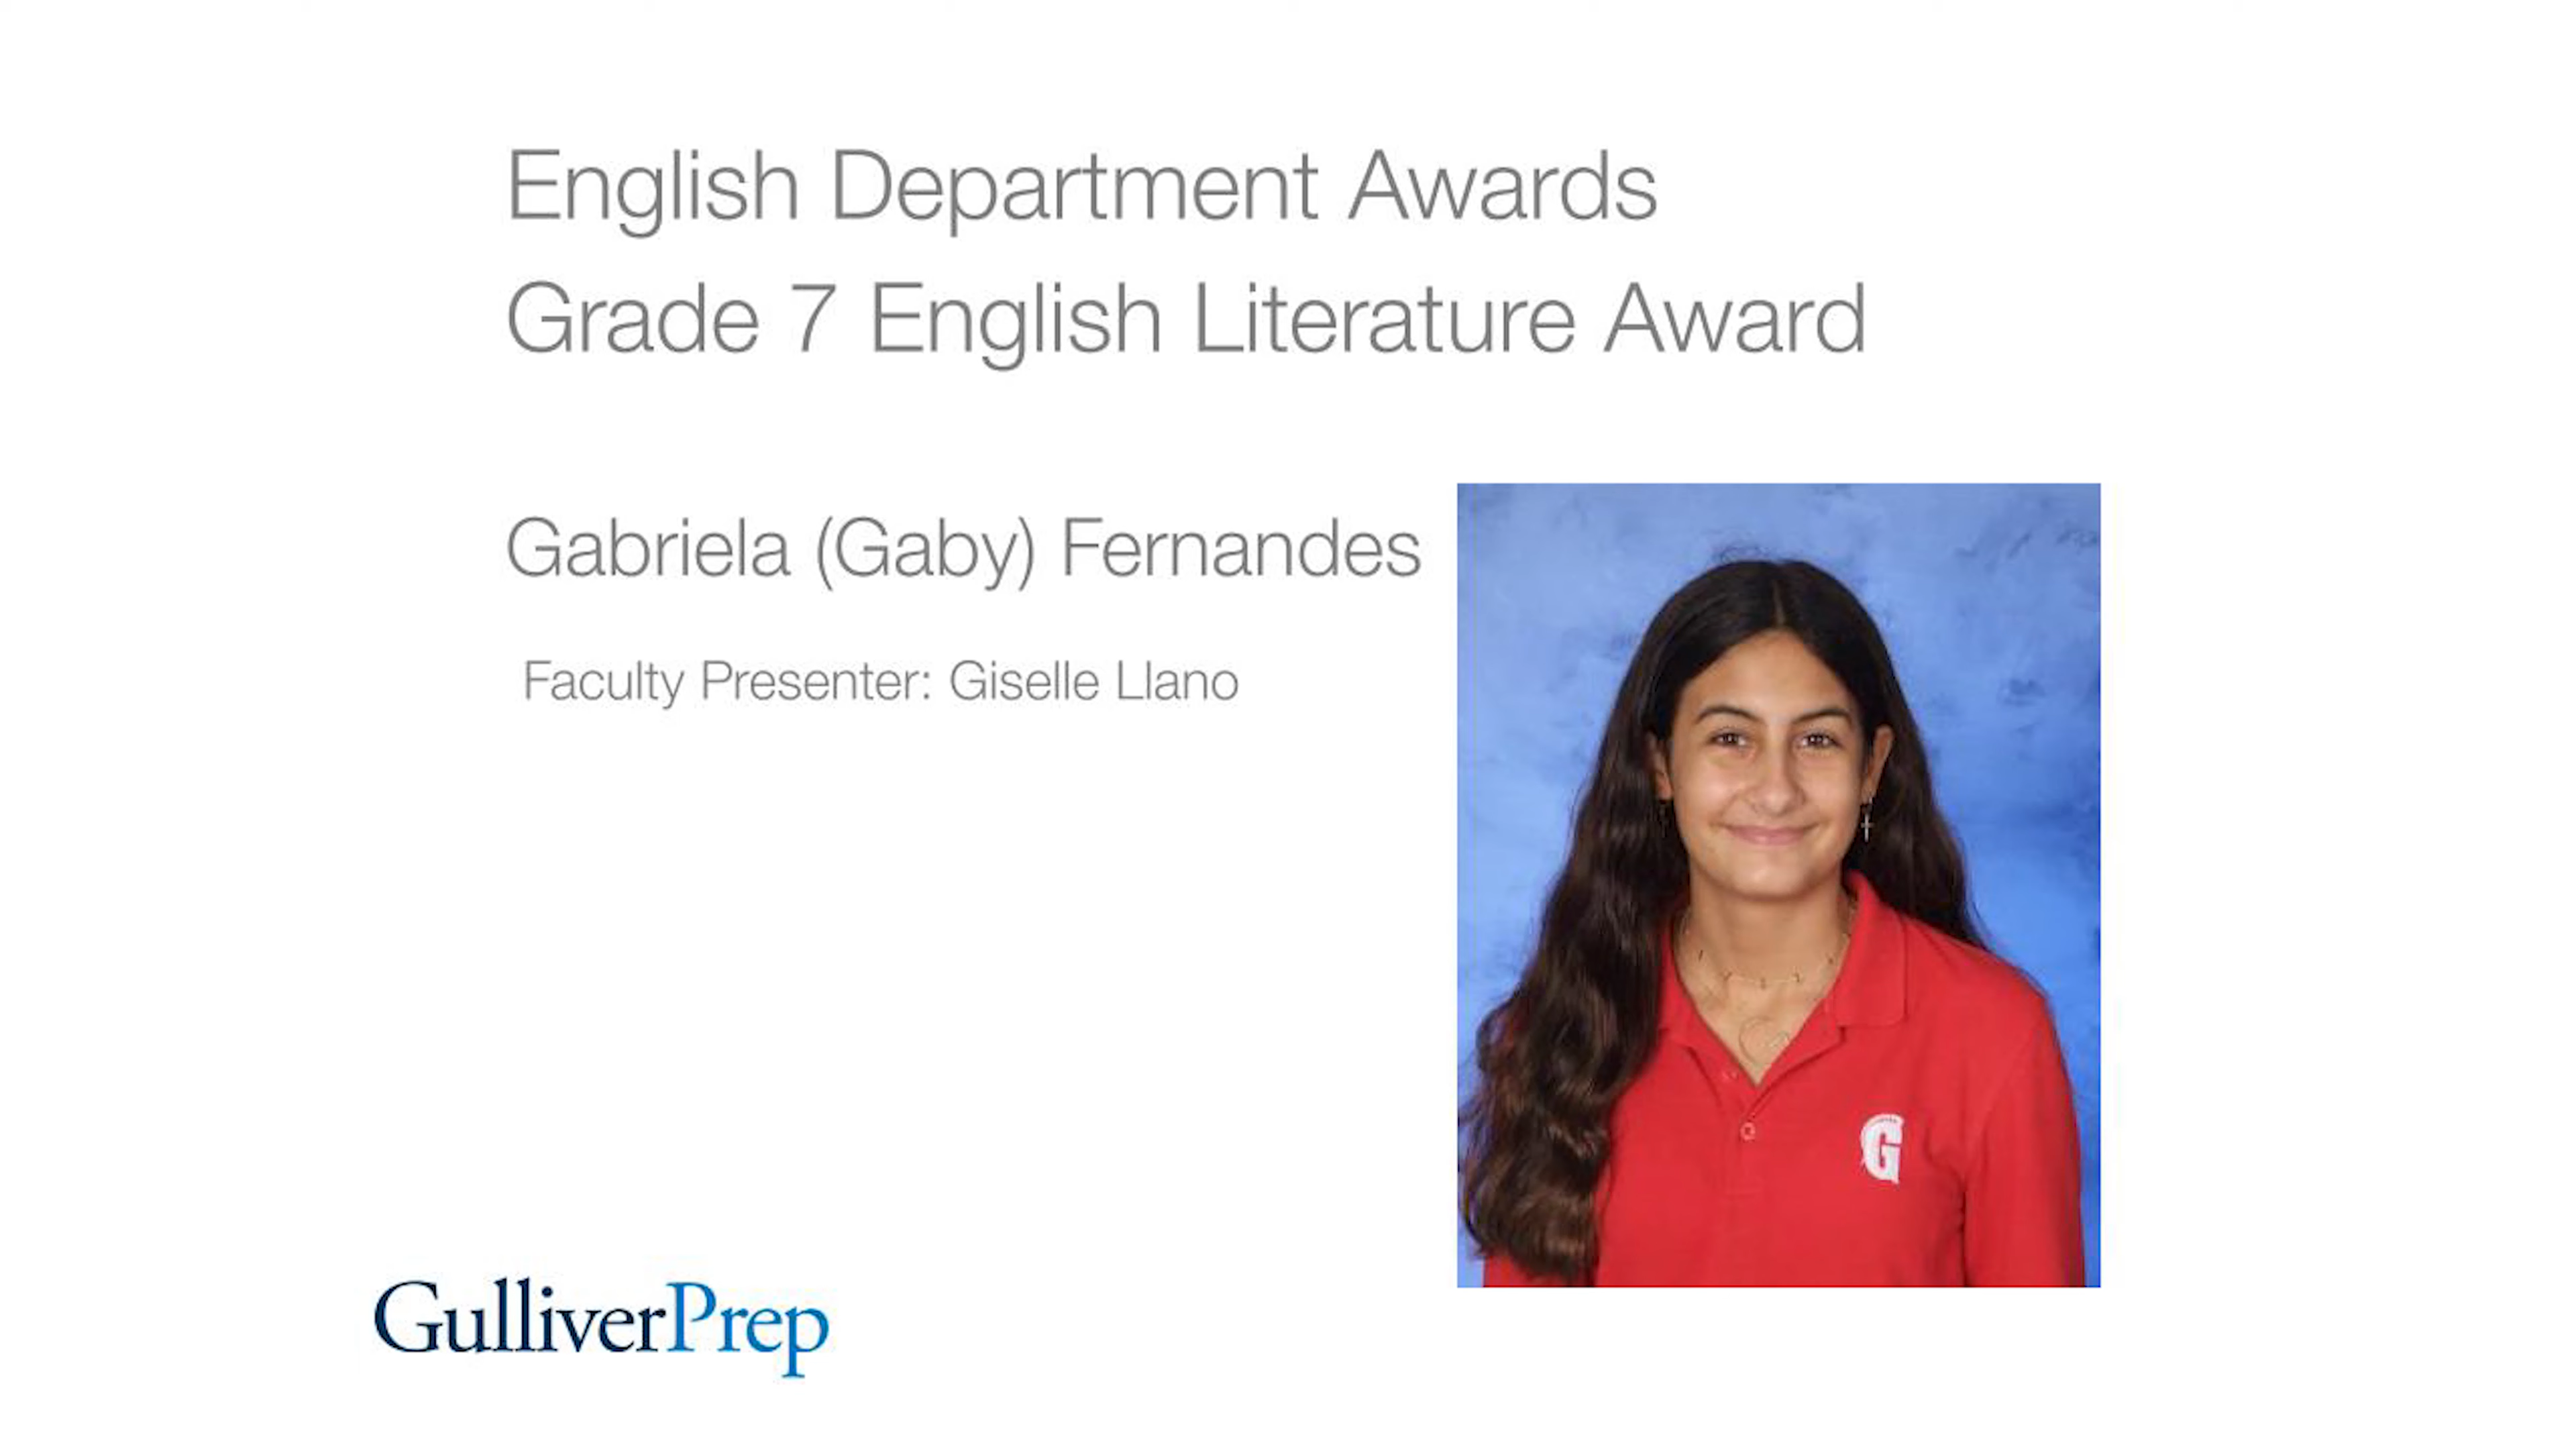 English Department Awards
Grade 7 English Literature Award
Gabriela (Gaby) Fernandes
Faculty Presenter: Giselle Llano
G
GulliverPrep